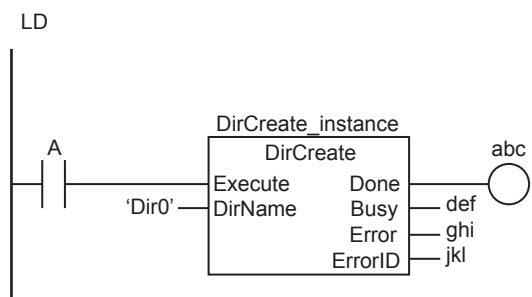 LD
DirCreate_instance
A
DirCreate
abc
Execute Done
‘Dir0’ DirName Busy def
Error ghi
ErrorID jkl